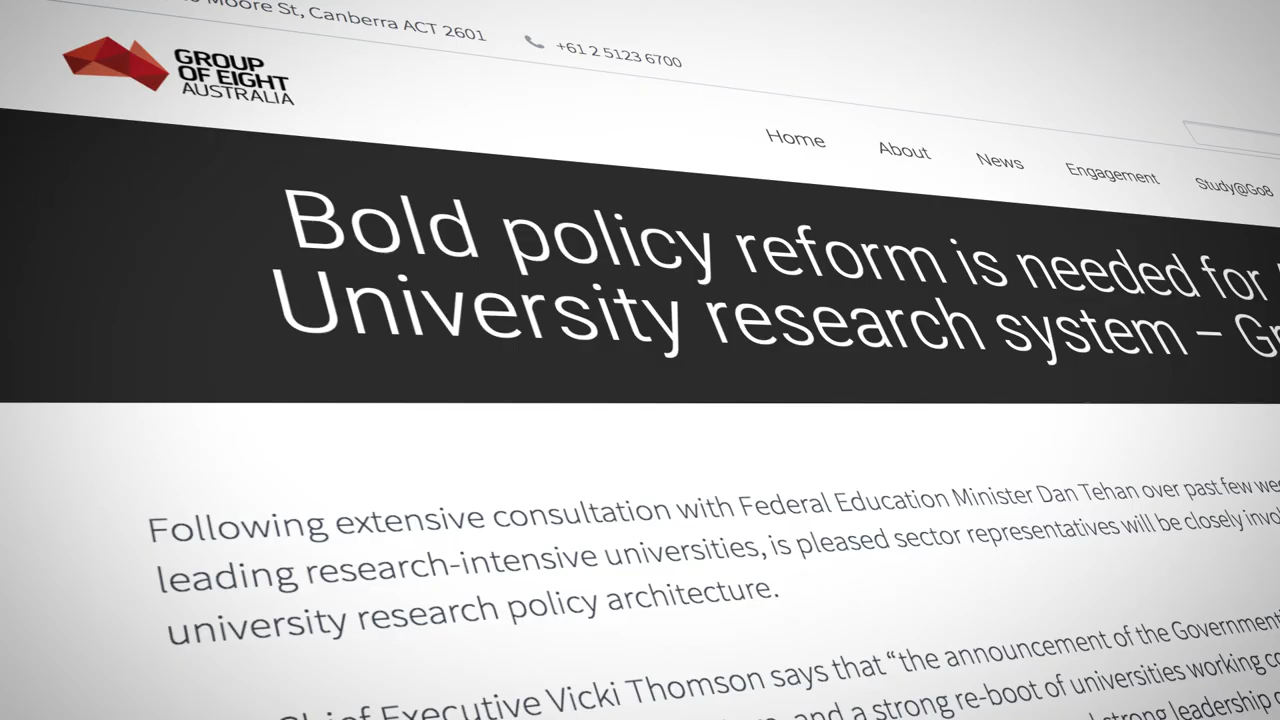 Moore St, Canberra ACT 2601
+61 2 5123 6700
GROUP
OF EIGHT
AUSTRALIA
Home
About
News
Engagement
Study@Go8
Bold policy reform is needed for
University research system –
Following extensive consultation with Federal Education Minister Dan Tehan over past few
leading research-intensive universities, is pleased sector representatives will be closely
university research policy architecture.
Chief Executive Vicki Thomson says that “the announcement of the Government
and a strong re-boot of universities working
strong leadership